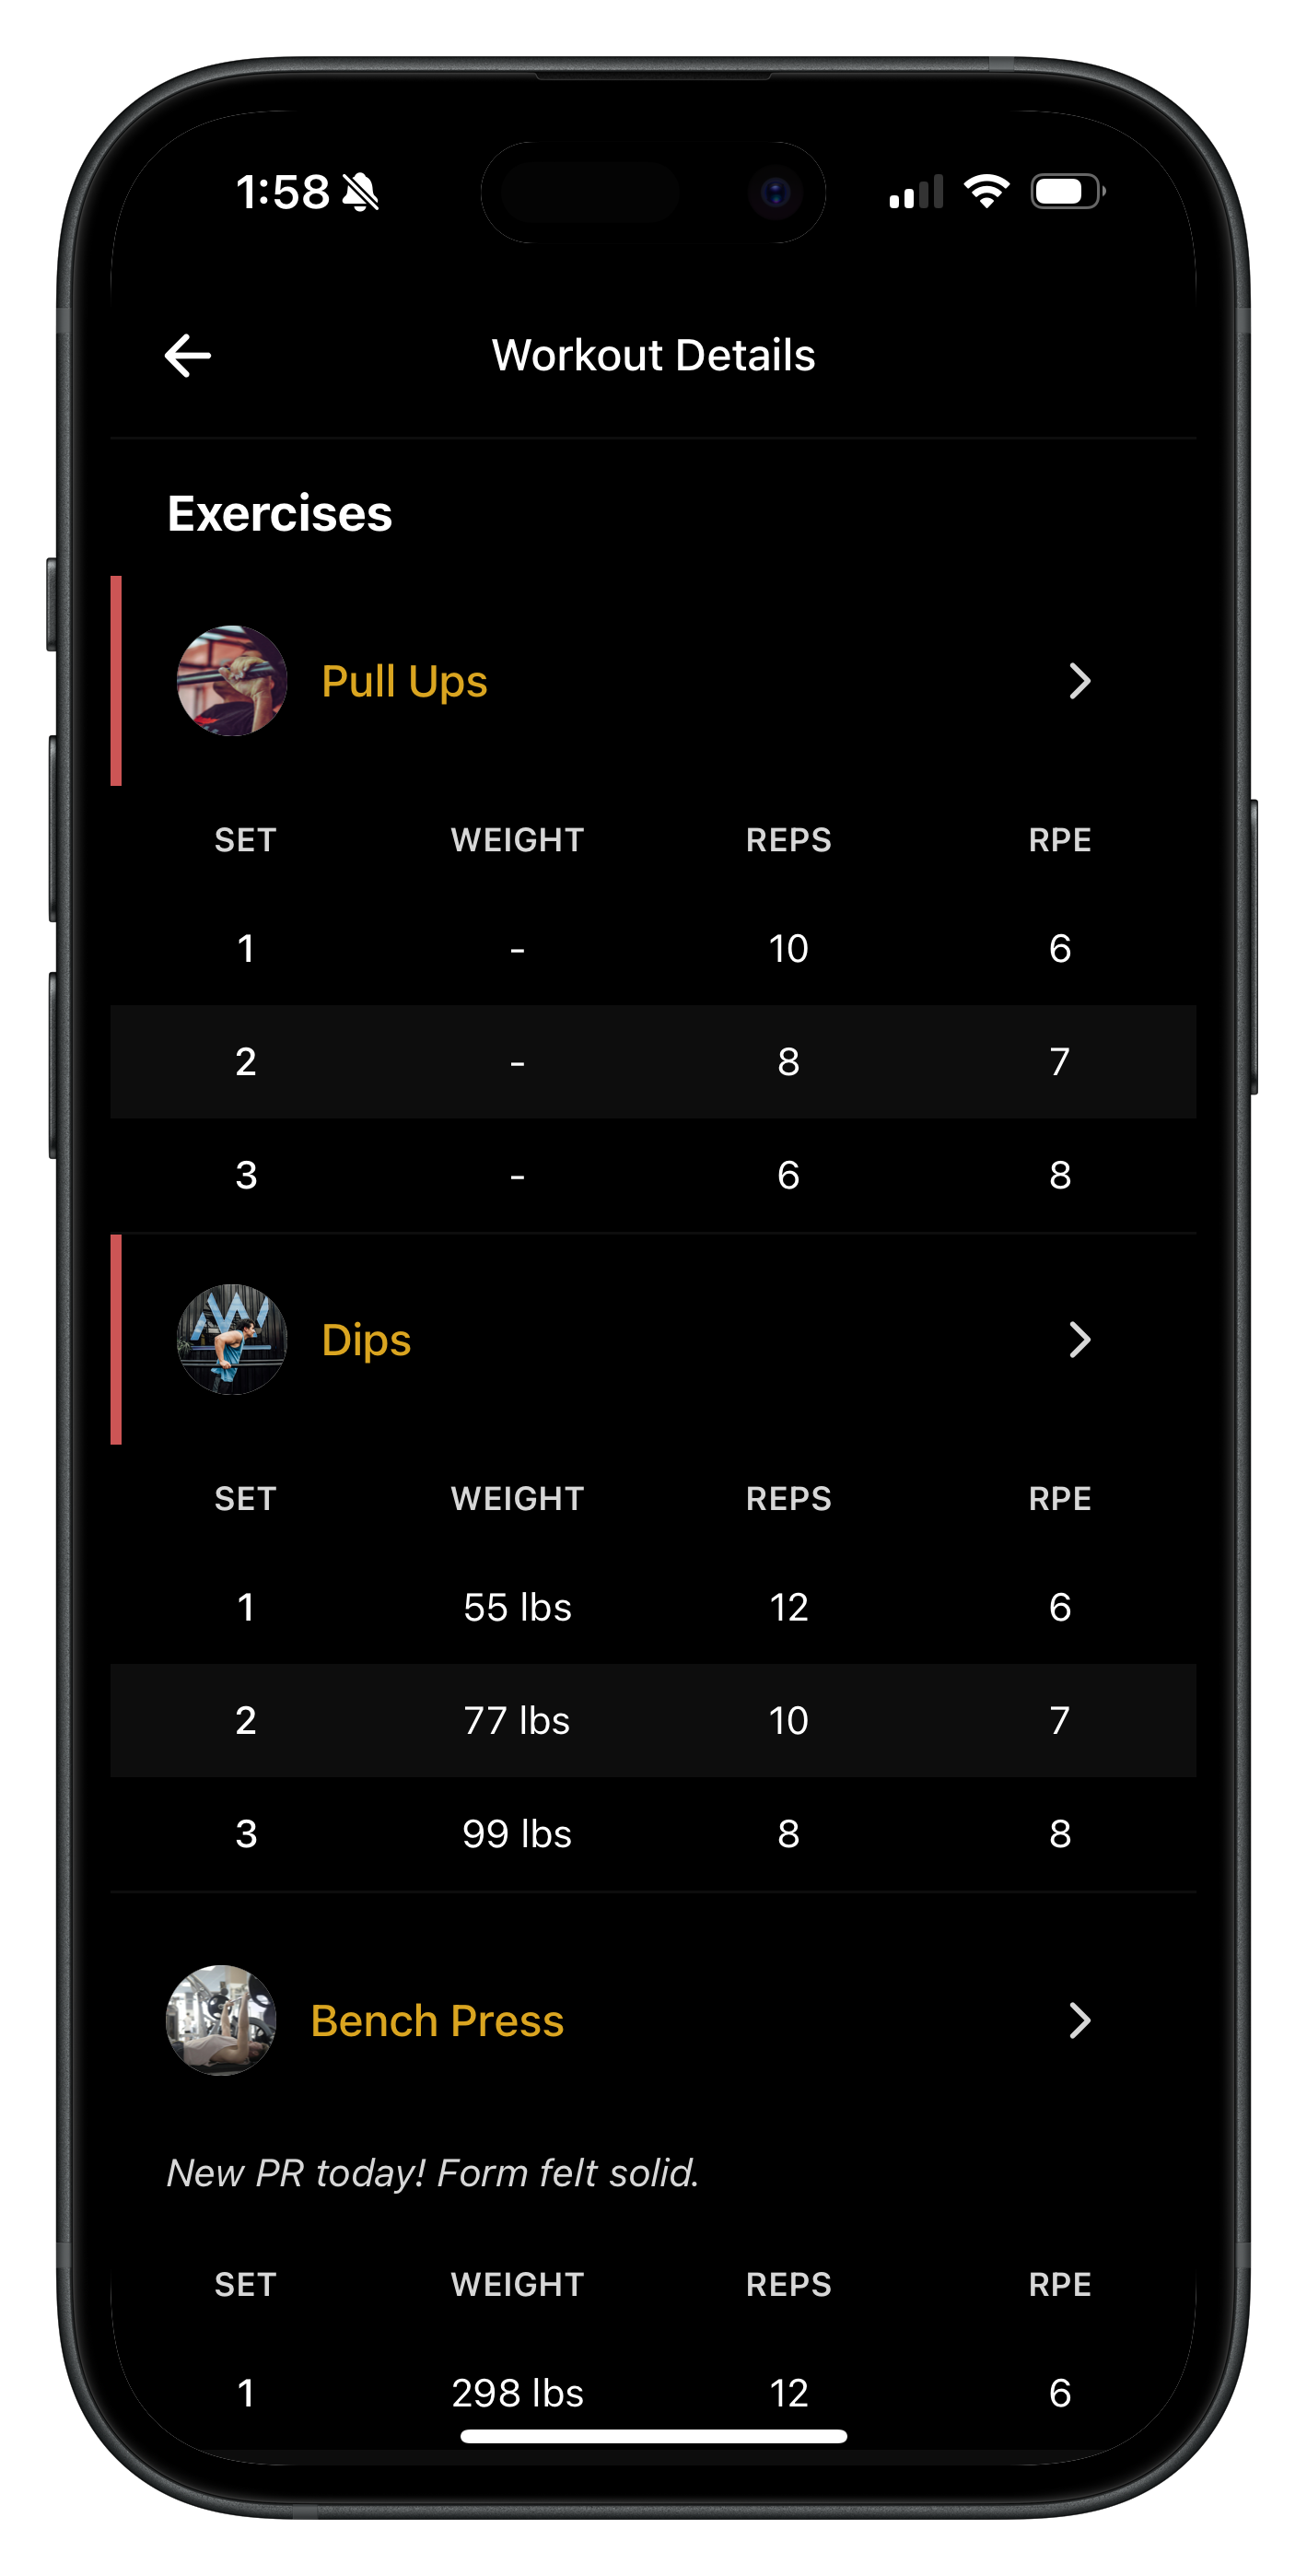 1:58
Workout Details
Exercises
Pull Ups
SET WEIGHT REPS RPE
1 - 10 6
2 - 8 7
3 - 6 8
Dips
SET WEIGHT REPS RPE
1 55 lbs 12 6
2 77 lbs 10 7
3 99 lbs 8 8
Bench Press
New PR today! Form felt solid.
SET WEIGHT REPS RPE
1 298 lbs 12 6